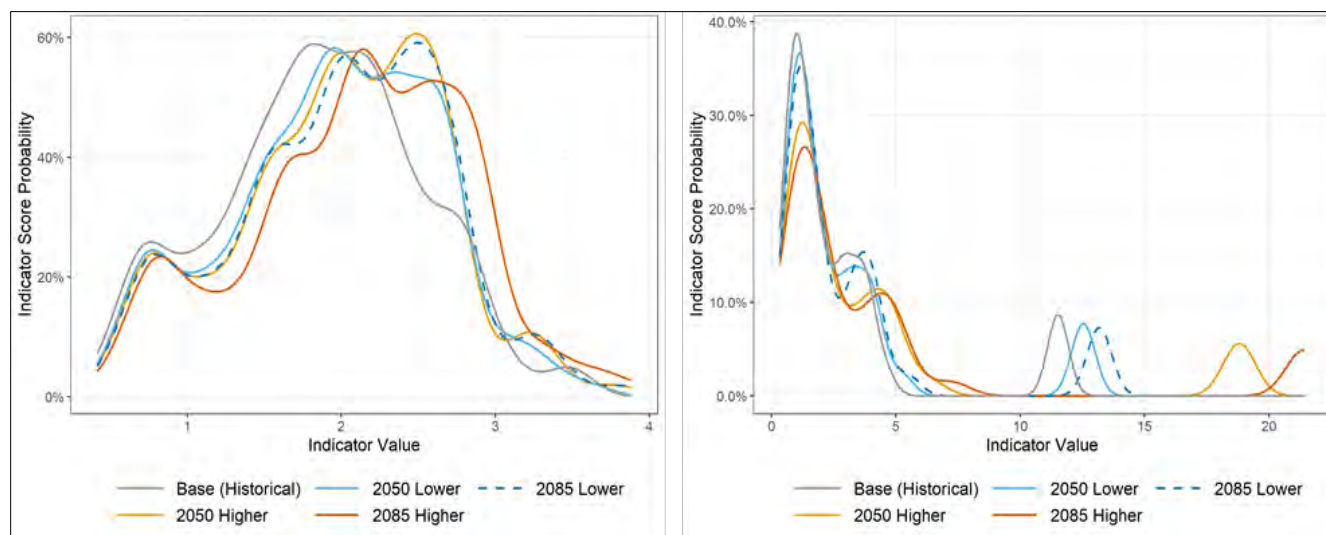 60%
40%
20%
0%
Indicator Score Probability
1 2 3 4
Indicator Value
Base (Historical) 2050 Lower 2085 Lower
2050 Higher 2085 Higher
40.0%
30.0%
20.0%
10.0%
0.0%
Indicator Score Probability
0 5 10 15 20
Indicator Value
Base (Historical) 2050 Lower 2085 Lower
2050 Higher 2085 Higher